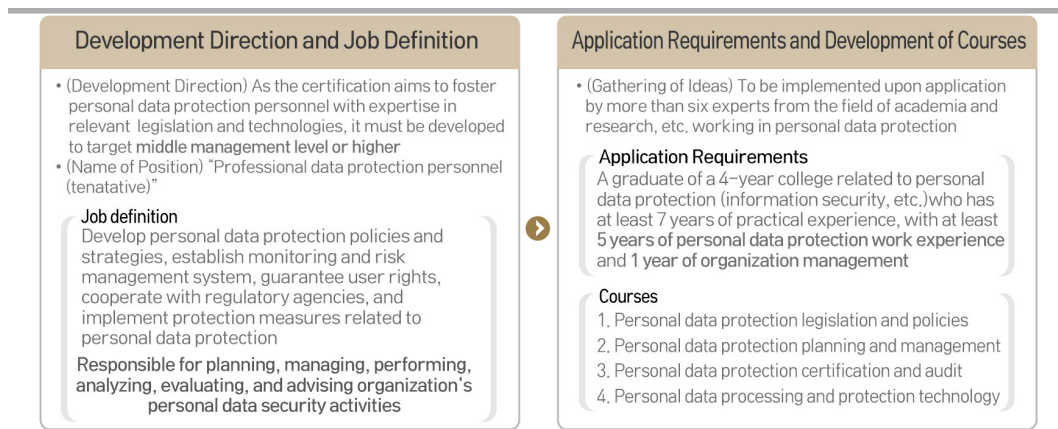 Development Direction and Job Definition
• (Development Direction) As the certification aims to foster
personal data protection personnel with expertise in
relevant legislation and technologies, it must be developed
to target middle management level or higher
• (Name of Position) “Professional data protection personnel
(tenatative)”
Job definition
Develop personal data protection policies and
strategies, establish monitoring and risk
management system, guarantee user rights,
cooperate with regulatory agencies, and
implement protection measures related to
personal data protection
Responsible for planning, managing, performing,
analyzing, evaluating, and advising organization's
personal data security activities
Application Requirements and Development of Courses
• (Gathering of Ideas) To be implemented upon application
by more than six experts from the field of academia and
research, etc. working in personal data protection
Application Requirements
A graduate of a 4-year college related to personal
data protection (information security, etc.)who has
at least 7 years of practical experience, with at least
5 years of personal data protection work experience
and 1 year of organization management
Courses
1. Personal data protection legislation and policies
2. Personal data protection planning and management
3. Personal data protection certification and audit
4. Personal data processing and protection technology